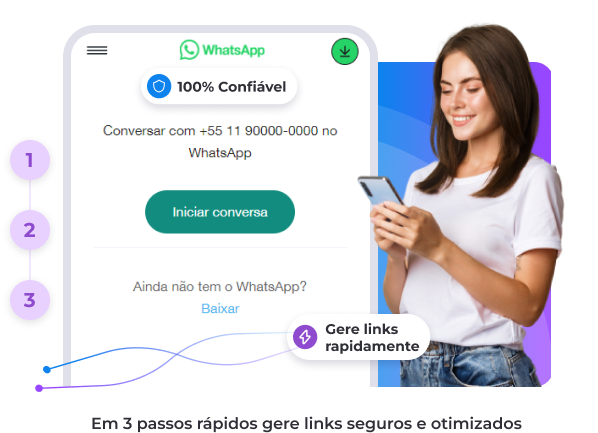 WhatsApp
100% Confiável
Conversar com +55 11 90000-0000 no
WhatsApp
1
Iniciar conversa
2
Ainda não tem o WhatsApp?
3
Baixar
Gere links
rapidamente
Em 3 passos rápidos gere links seguros e otimizados